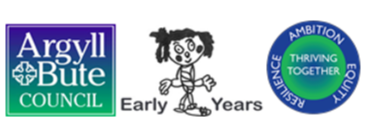 Argyll
Bute
COUNCIL
Early Years
AMBITION
EQUITY
RESILIENCE
THRIVING
TOGETHER